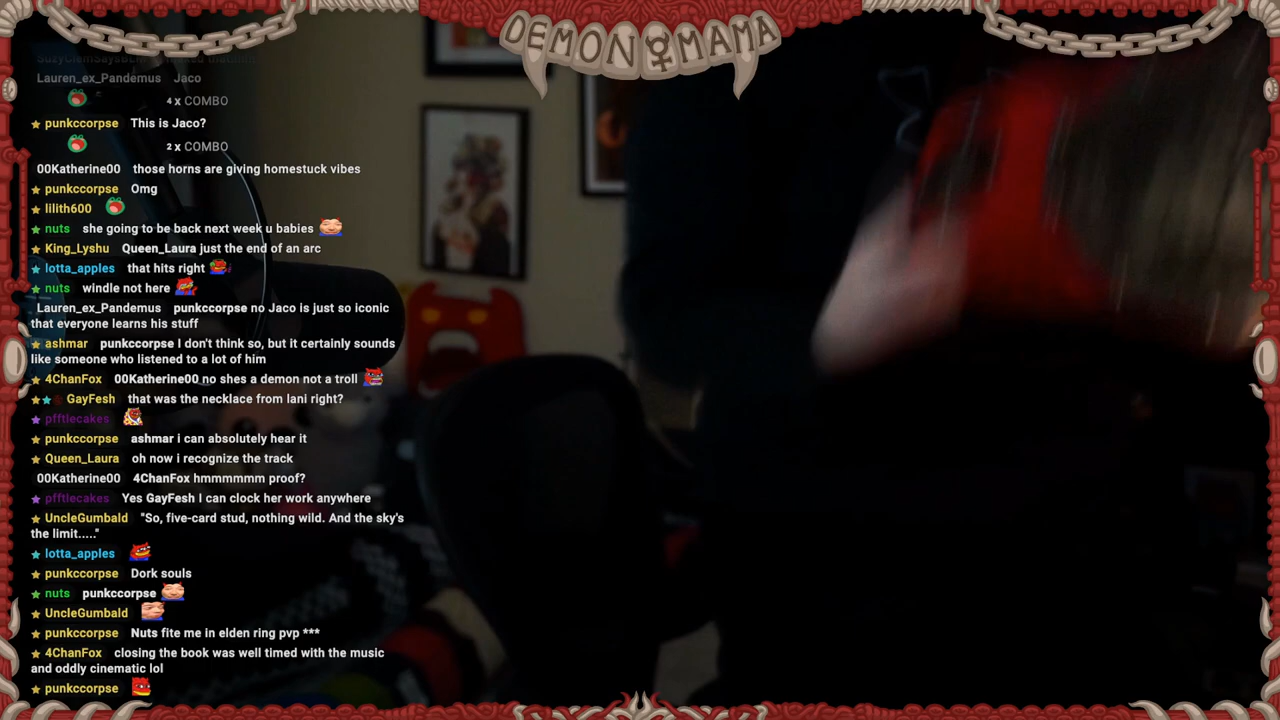 DEMON MAMA
Lauren_ex_Pandemus Jaco
4 x COMBO
punkccorpse This is Jaco?
2 x COMBO
00Katherine00 those horns are giving homestuck vibes
punkccorpse Omg
lilith600
nuts she going to be back next week u babies
King_Lyshu Queen_Laura just the end of an arc
lotta_apples that hits right
nuts windle not here
Lauren_ex_Pandemus punkccorpse no Jaco is just so iconic
that everyone learns his stuff
ashmar punkccorpse I don't think so, but it certainly sounds
like someone who listened to a lot of him
4ChanFox 00Katherine00 no shes a demon not a troll
GayFesh that was the necklace from lani right?
pfftlecakes
punkccorpse ashmar i can absolutely hear it
Queen_Laura oh now i recognize the track
00Katherine00 4ChanFox hmmmmmm proof?
pfftlecakes Yes GayFesh I can clock her work anywhere
UncleGumbald "So, five-card stud, nothing wild. And the sky's
the limit....."
lotta_apples
punkccorpse Dork souls
nuts punkccorpse
UncleGumbald
punkccorpse Nuts fite me in elden ring pvp ***
4ChanFox closing the book was well timed with the music
and oddly cinematic lol
punkccorpse